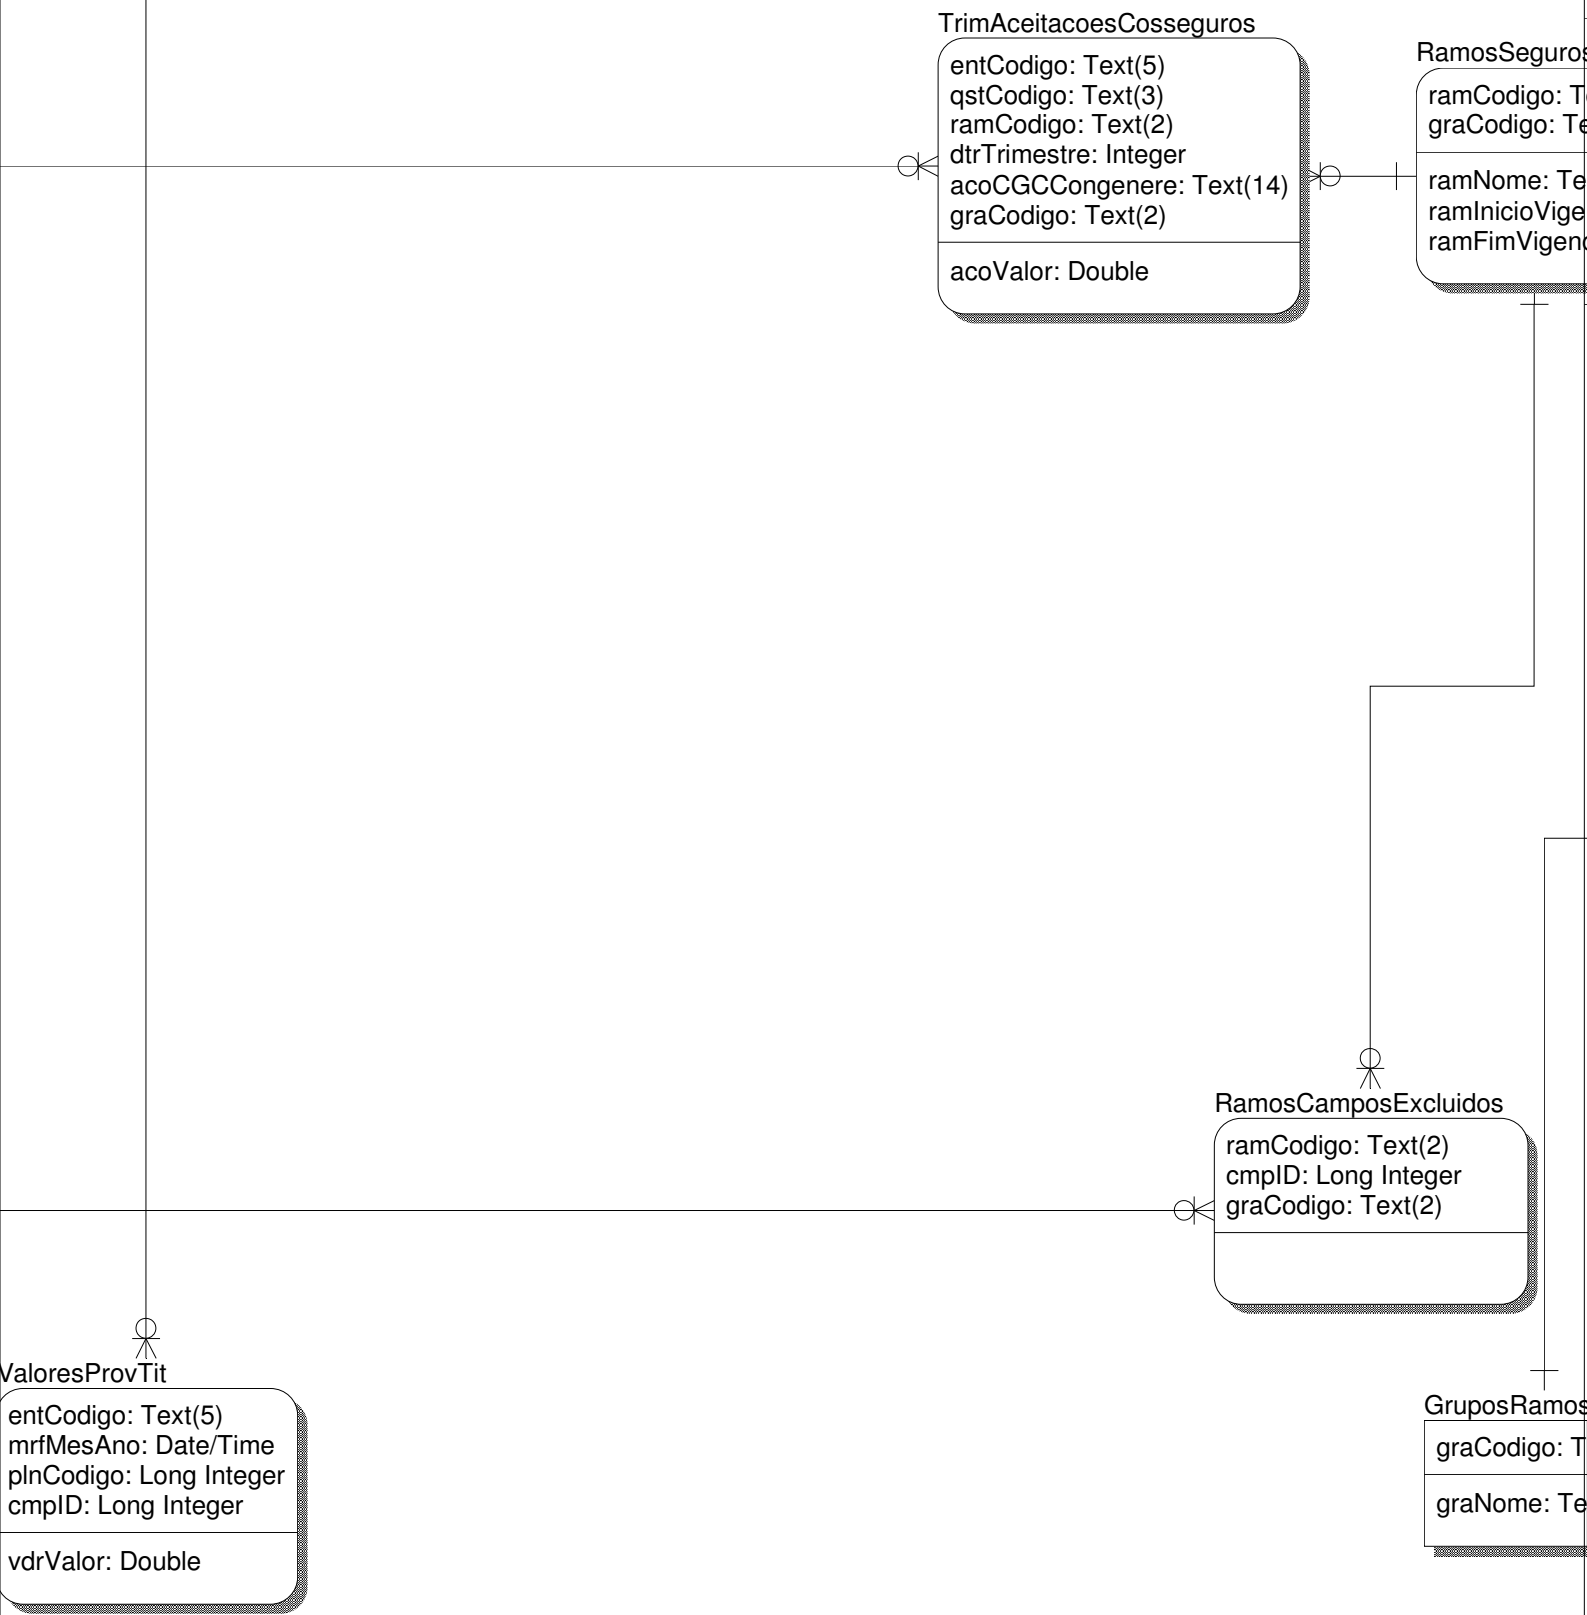 TrimAceitacoesCosseguros
entCodigo: Text(5)
qstCodigo: Text(3)
ramCodigo: Text(2)
dtrTrimestre: Integer
acoCGCCongenere: Text(14)
graCodigo: Text(2)
acoValor: Double
RamosSeguros
ramCodigo: Te
graCodigo: Te
ramNome: Te
ramInicioVige
ramFimVigenc
RamosCamposExcluidos
ramCodigo: Text(2)
cmpID: Long Integer
graCodigo: Text(2)
ValoresProvTit
entCodigo: Text(5)
mrfMesAno: Date/Time
plnCodigo: Long Integer
cmpID: Long Integer
vdrValor: Double
GruposRamos
graCodigo: T
graNome: Te